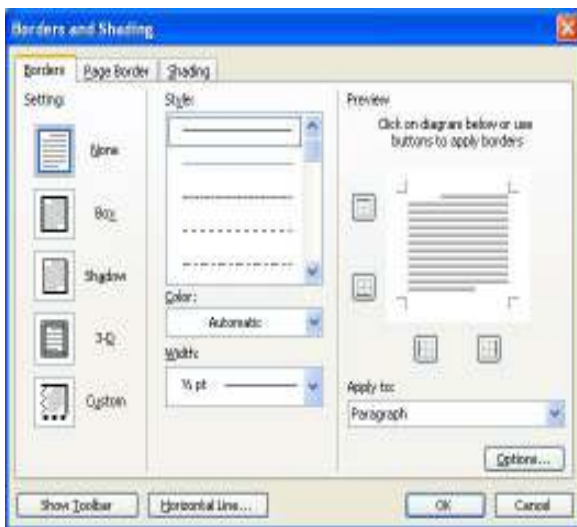 Borders and Shading
Borders Page Border Shading
Setting:
None
Box
Shadow
3-D
Custom
Style:
Color:
Automatic
Width:
½ pt
Preview
Click on diagram below or use
buttons to apply borders
Apply to:
Paragraph
Options...
Show Toolbar Horizontal Line... OK Cancel